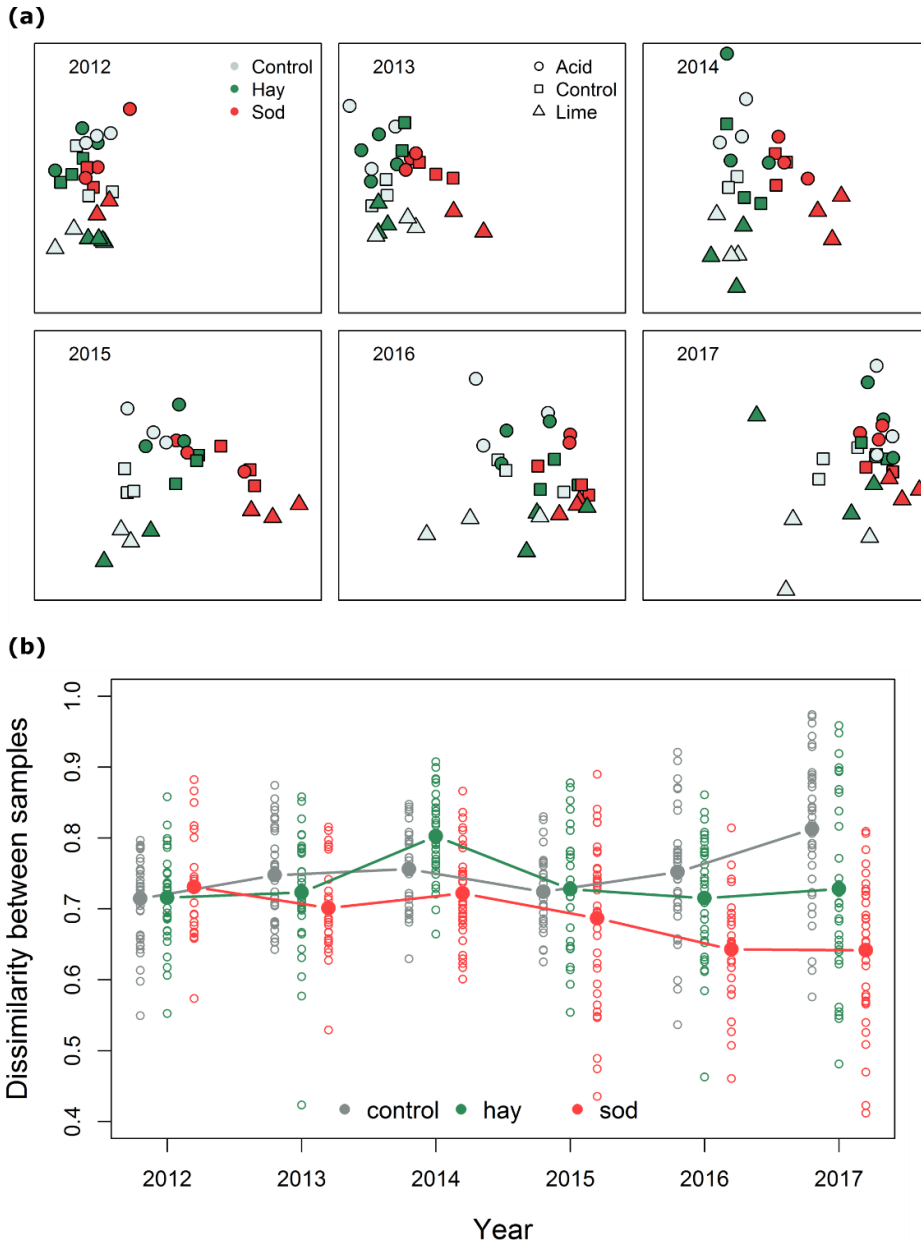 (a)
2012
Control
Hay
Sod
2013
Acid
Control
Lime
2014
2015
2016
2017
(b)
Dissimilarity between samples
1.0
0.9
0.8
0.7
0.6
0.5
0.4
control hay sod
2012 2013 2014 2015 2016 2017
Year